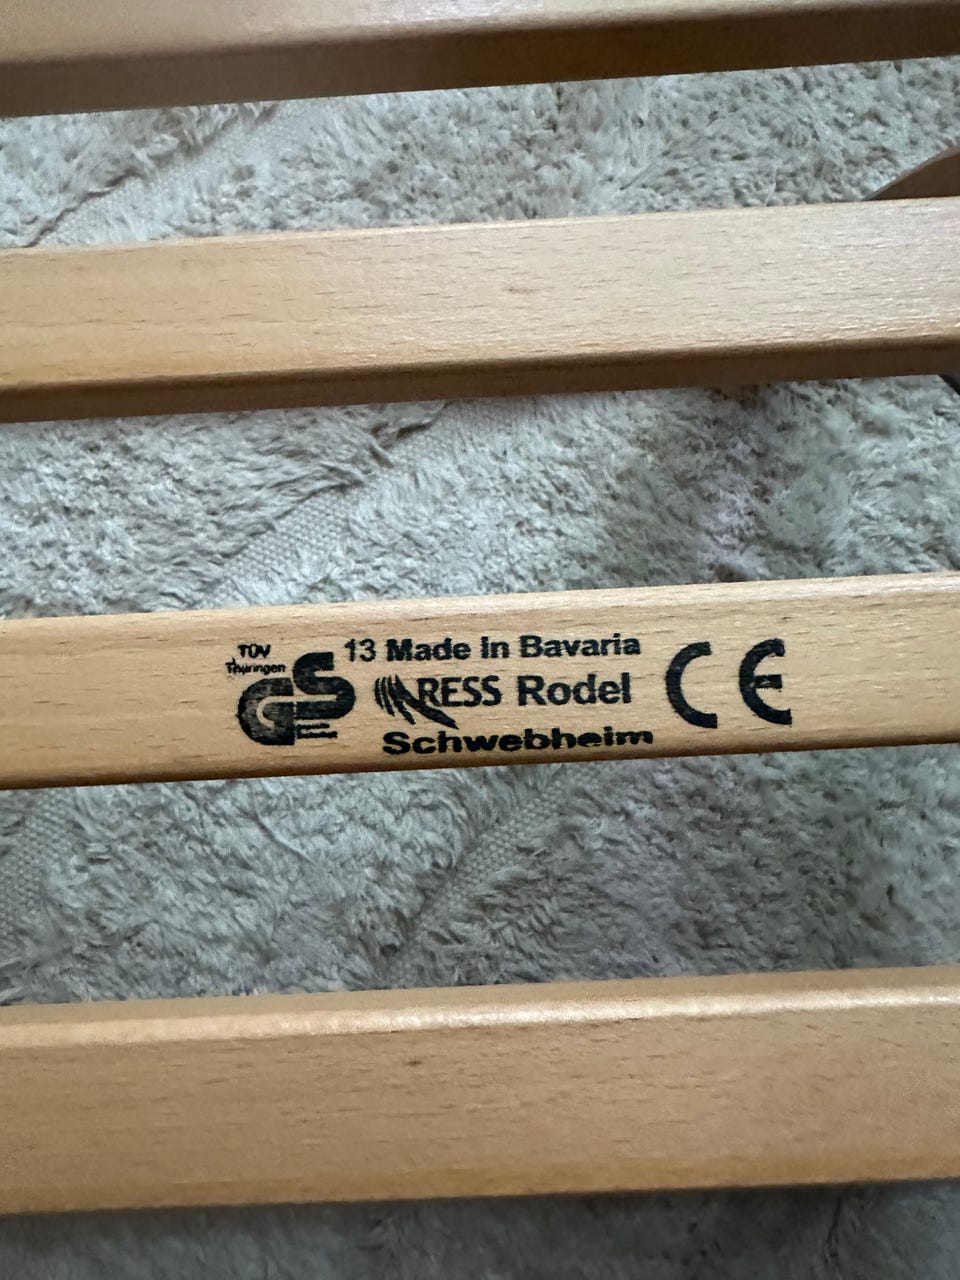 TÜV
Thüringen
GS
13 Made in Bavaria
RESS Rodel
Schwebheim
CE